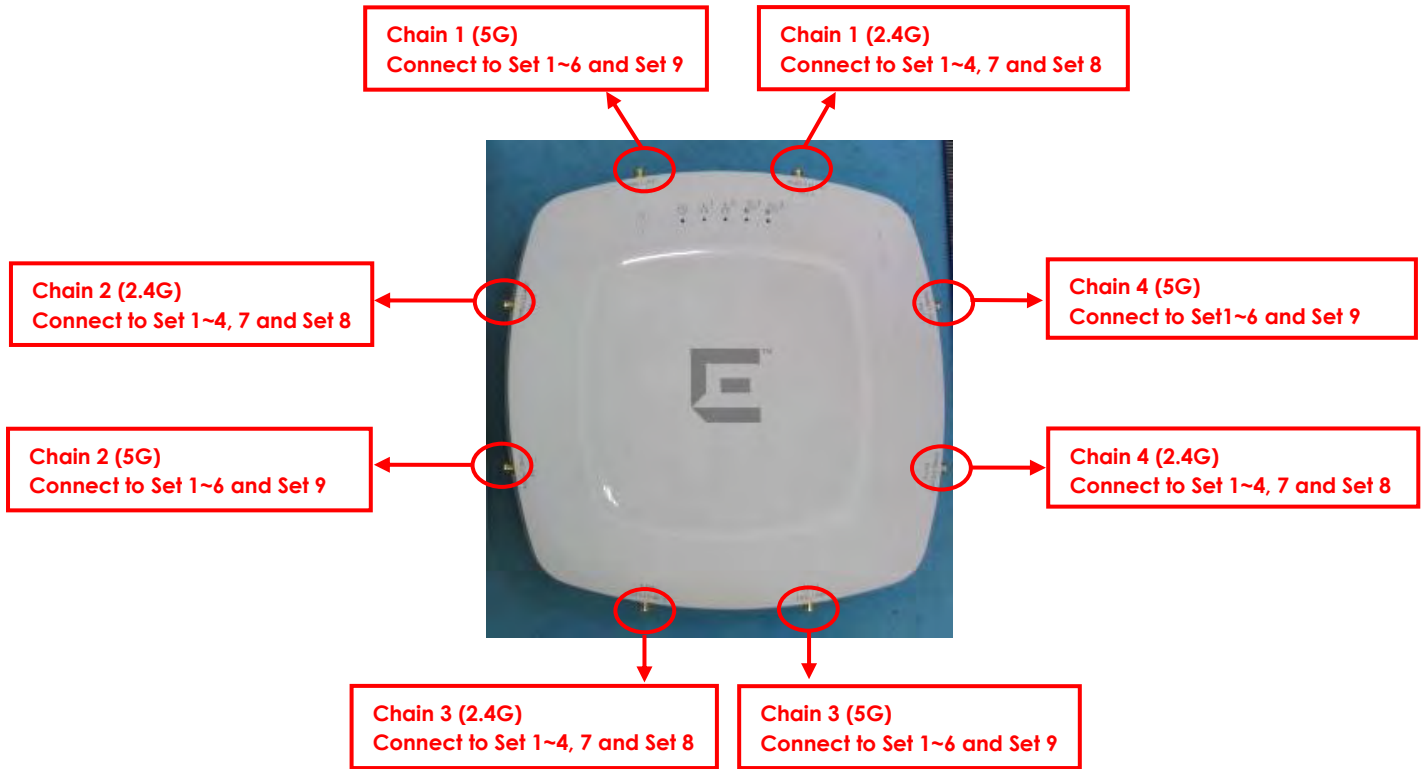 Chain 1 (5G)
Connect to Set 1~6 and Set 9
Chain 1 (2.4G)
Connect to Set 1~4, 7 and Set 8
Chain 2 (2.4G)
Connect to Set 1~4, 7 and Set 8
Chain 4 (5G)
Connect to Set1~6 and Set 9
Chain 2 (5G)
Connect to Set 1~6 and Set 9
Chain 4 (2.4G)
Connect to Set 1~4, 7 and Set 8
Chain 3 (2.4G)
Connect to Set 1~4, 7 and Set 8
Chain 3 (5G)
Connect to Set 1~6 and Set 9